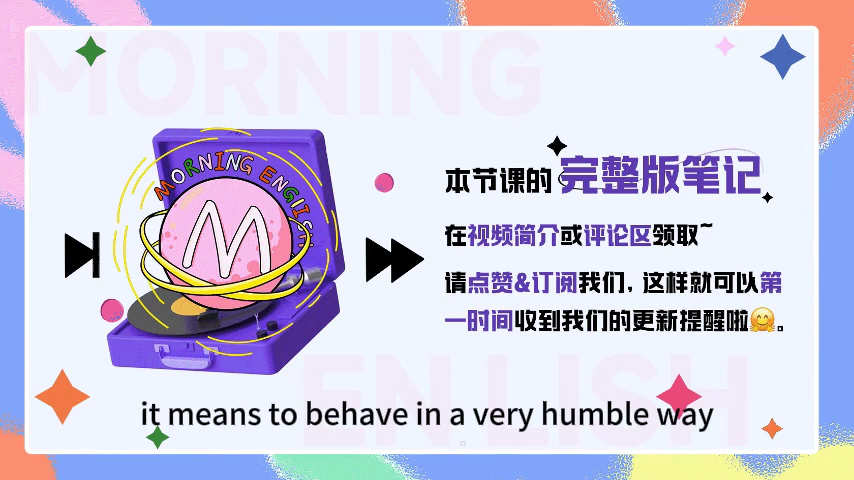 MORNING
MORNING ENGLISH
M
本节课的 完整版笔记
在视频简介或评论区领取~
请点赞&订阅我们，这样就可以第
一时间收到我们的更新提醒啦🤗。
EN LISH
it means to behave in a very humble way